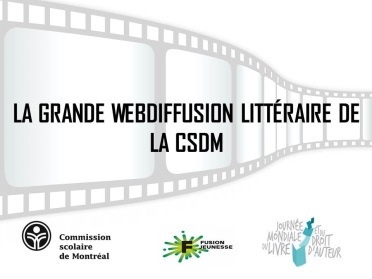 LA GRANDE WEBDIFFUSION LITTÉRAIRE DE
LA CSDM
Commission
scolaire
de Montréal
F
FUSION
JEUNESSE
JOURNÉE
MONDIALE
DU LIVRE
ET DU
DROIT
D'AUTEUR